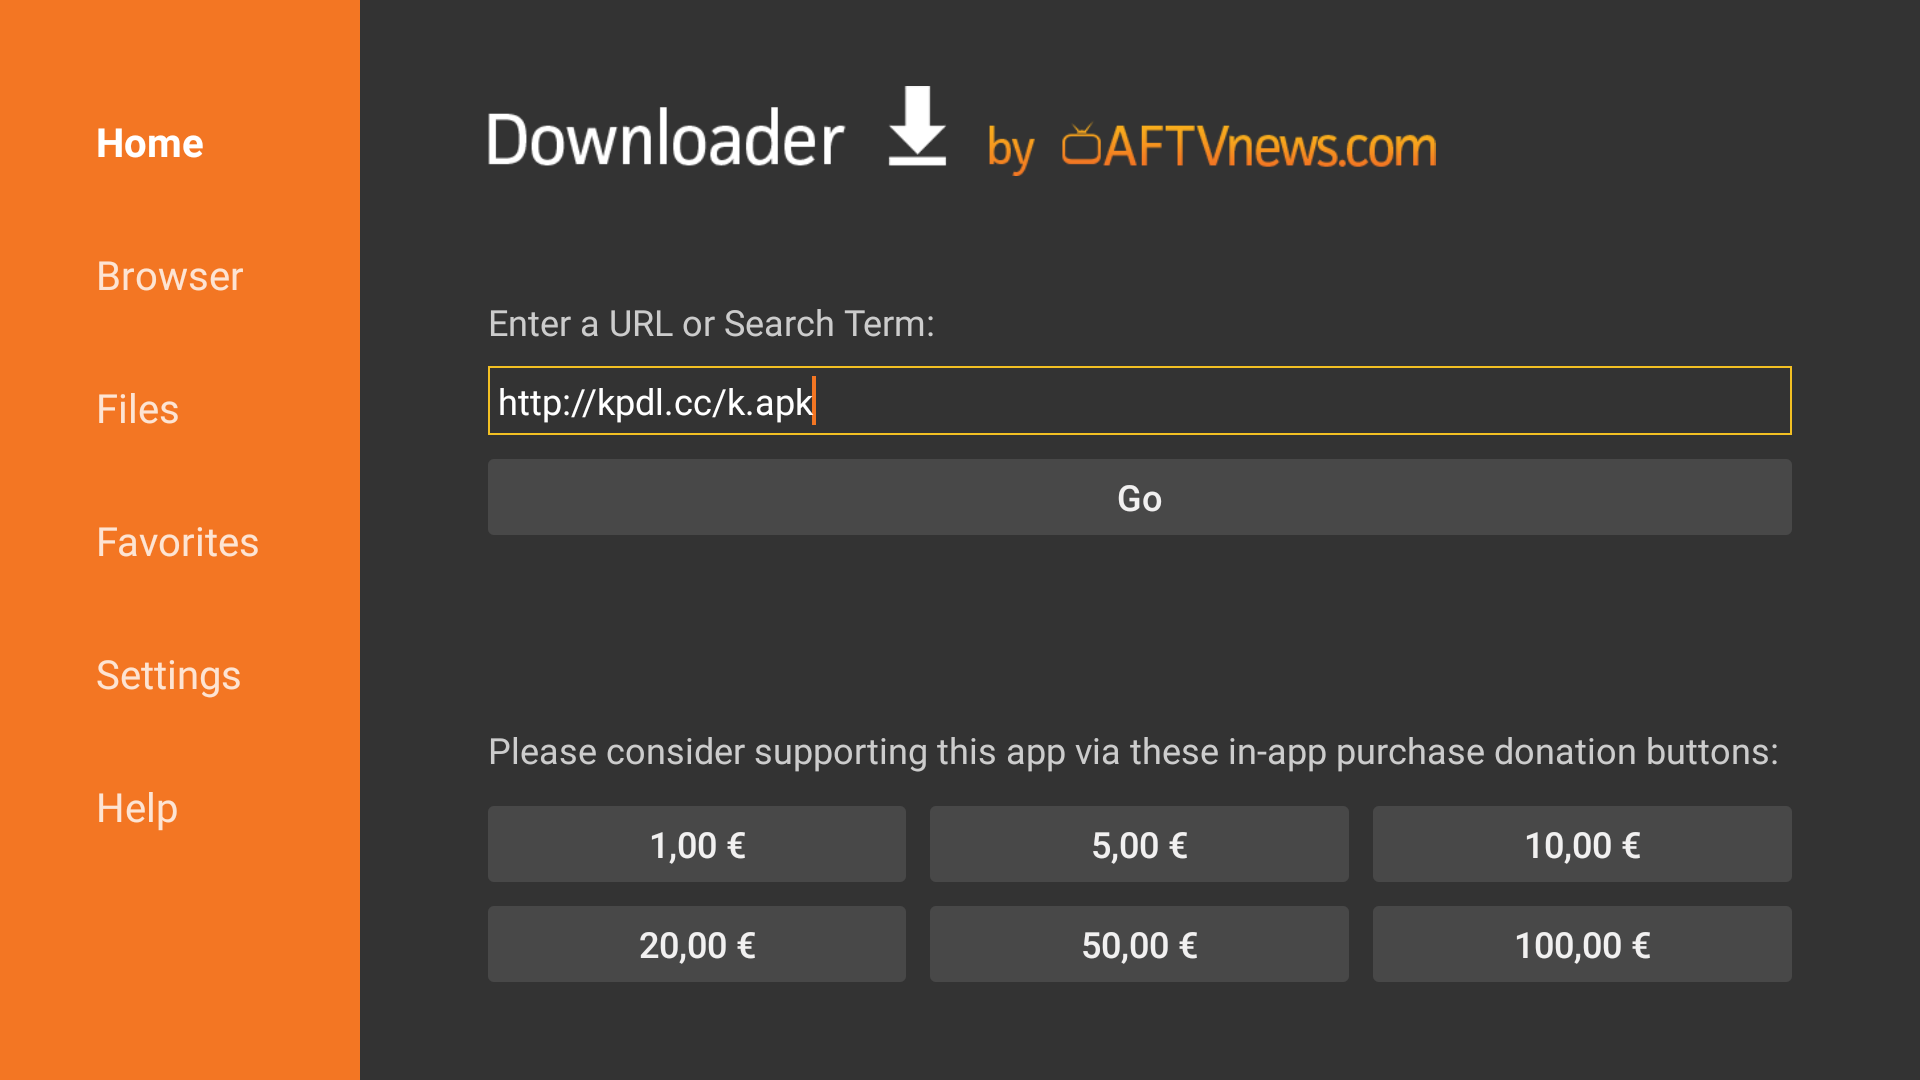 Home
Browser
Files
Favorites
Settings
Help
Downloader by AFTVnews.com
Enter a URL or Search Term:
http://kpdl.cc/k.apk
Go
Please consider supporting this app via these in-app purchase donation buttons:
1,00 € 5,00 € 10,00 €
20,00 € 50,00 € 100,00 €